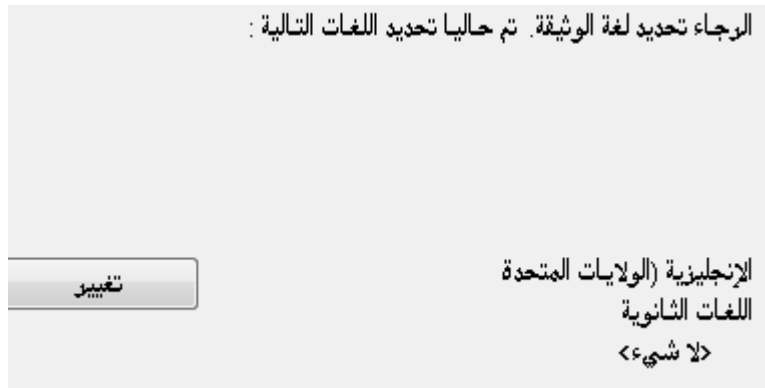 الرجاء تحديد لغة الوثيقة. تم حاليا تحديد اللغات التالية :
الإنجليزية (الولايات المتحدة
تغيير
اللغات الثانوية
<لا شيء>